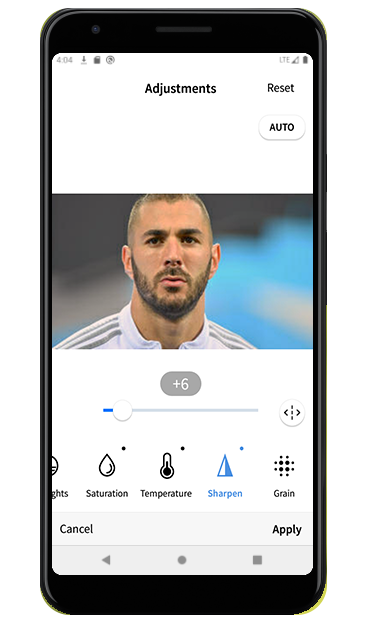 4:04
LTE
Adjustments
Reset
AUTO
+6
ghts
Saturation
Temperature
Sharpen
Grain
Cancel
Apply